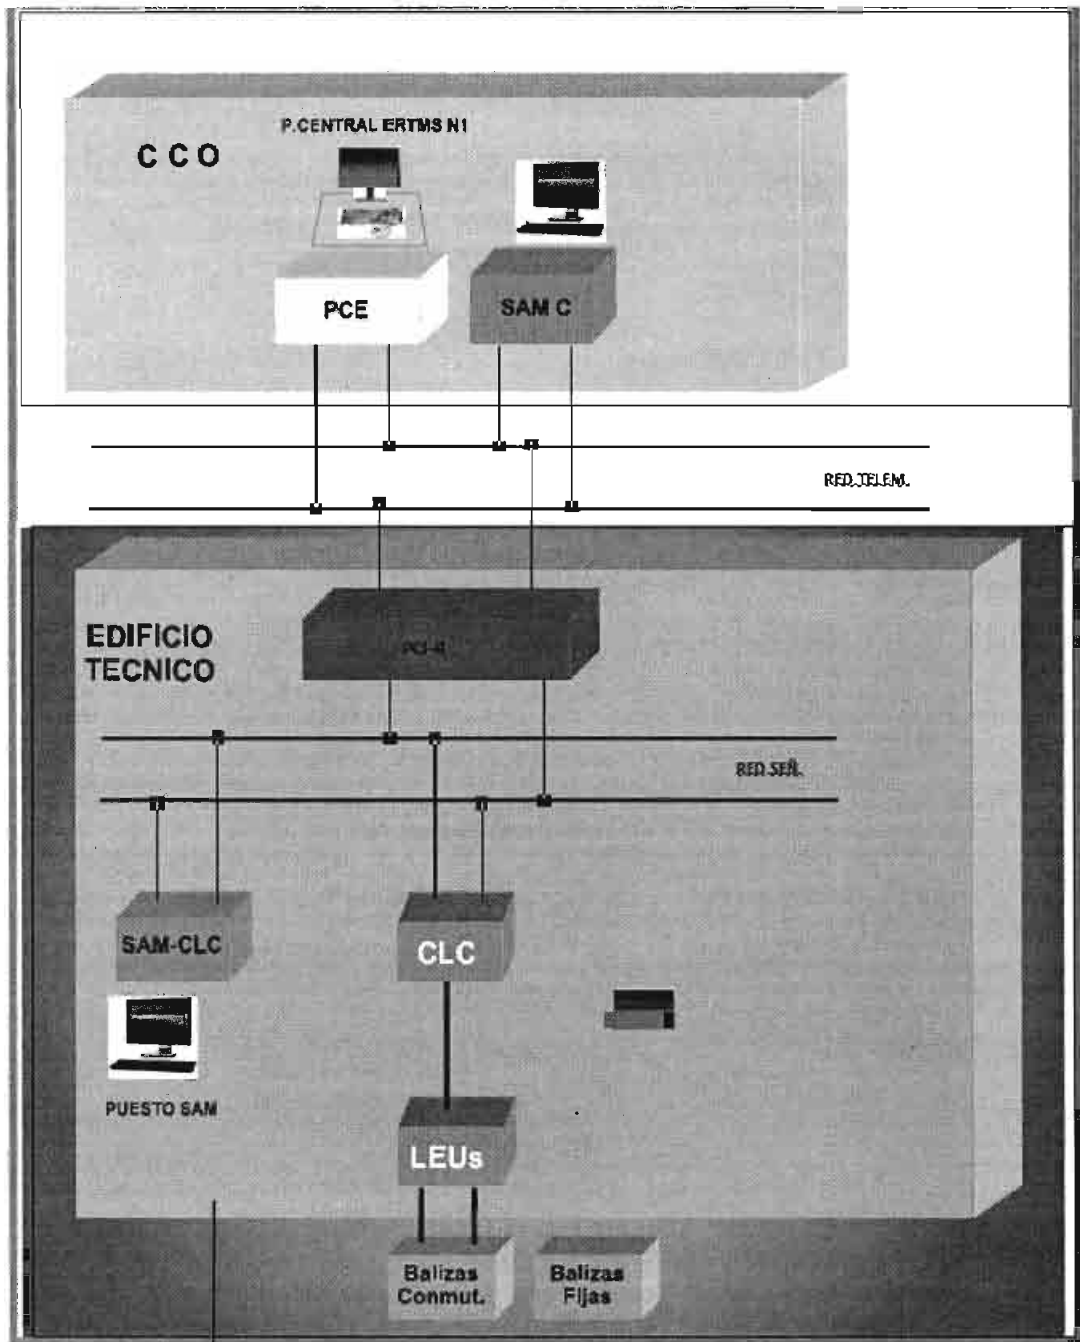 P.CENTRAL ERTMS N1
C C O
PCE
SAM C
RED.TELEM.
EDIFICIO
TECNICO
RED.SEÑ.
SAM-CLC
CLC
PUESTO SAM
LEUs
Balizas
Conmut.
Balizas
Fijas